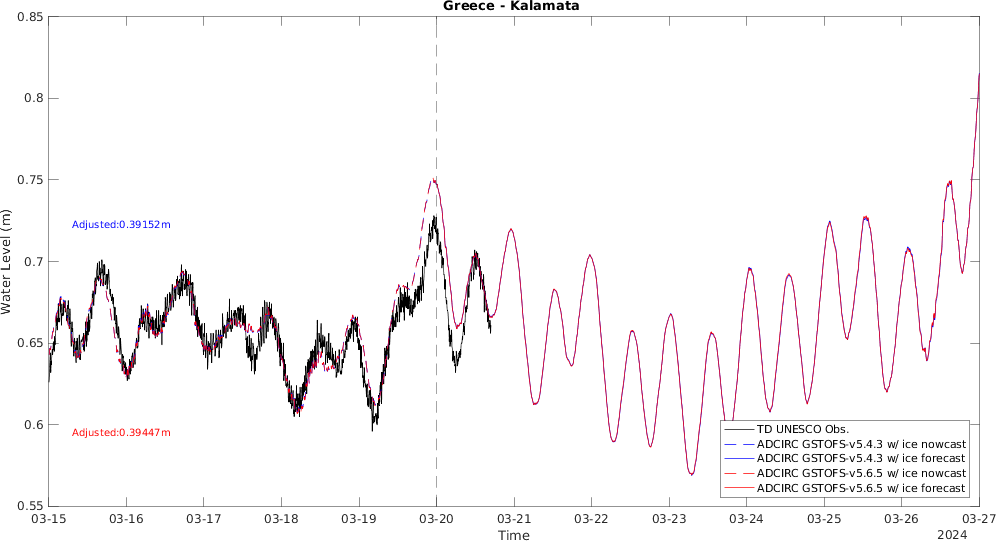 Greece - Kalamata
0.85
0.8
0.75
0.7
0.65
0.6
0.55
Water Level (m)
Adjusted:0.39152m
Adjusted:0.39447m
TD UNESCO Obs.
ADCIRC GSTOFS-v5.4.3 w/ ice nowcast
ADCIRC GSTOFS-v5.4.3 w/ ice forecast
ADCIRC GSTOFS-v5.6.5 w/ ice nowcast
ADCIRC GSTOFS-v5.6.5 w/ ice forecast
03-15 03-16 03-17 03-18 03-19 03-20 03-21 03-22 03-23 03-24 03-25 03-26 03-27
Time
2024